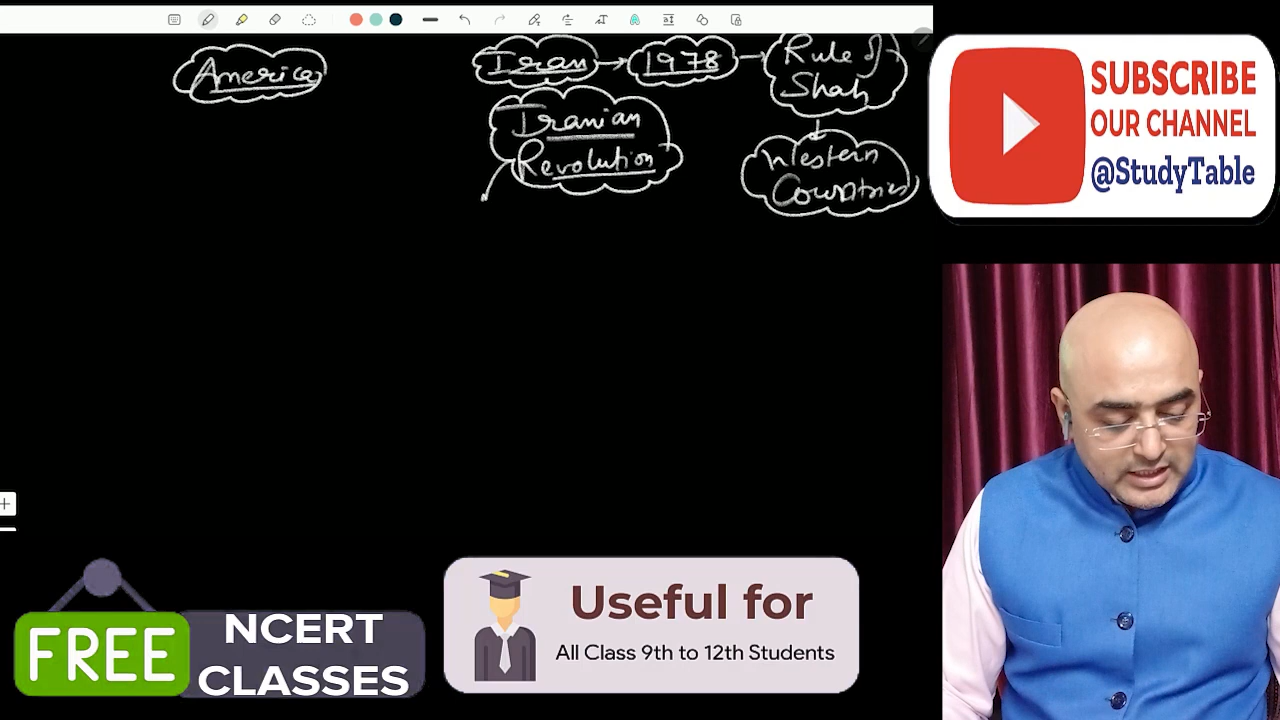 America
Iran
1978
Rule of
Shah
Iranian
Revolution
Western
Countries
SUBSCRIBE
OUR CHANNEL
@StudyTable
FREE
NCERT
CLASSES
Useful for
All Class 9th to 12th Students